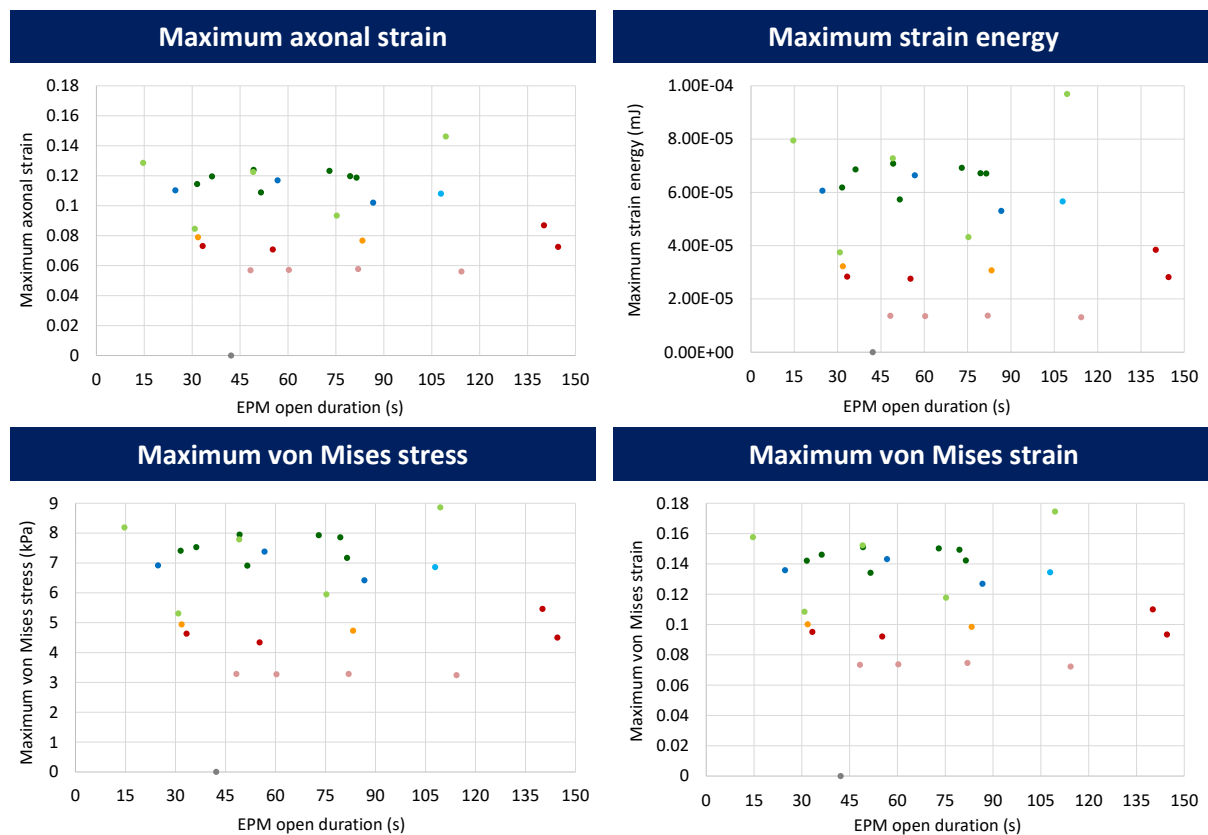 Maximum axonal strain
Maximum axonal strain
0.18
0.16
0.14
0.12
0.1
0.08
0.06
0.04
0.02
0
0 15 30 45 60 75 90 105 120 135 150
EPM open duration (s)
Maximum strain energy
Maximum strain energy (mJ)
1.00E-04
8.00E-05
6.00E-05
4.00E-05
2.00E-05
0.00E+00
0 15 30 45 60 75 90 105 120 135 150
EPM open duration (s)
Maximum von Mises stress
Maximum von Mises stress (kPa)
9
8
7
6
5
4
3
2
1
0
0 15 30 45 60 75 90 105 120 135 150
EPM open duration (s)
Maximum von Mises strain
Maximum von Mises strain
0.18
0.16
0.14
0.12
0.1
0.08
0.06
0.04
0.02
0
0 15 30 45 60 75 90 105 120 135 150
EPM open duration (s)